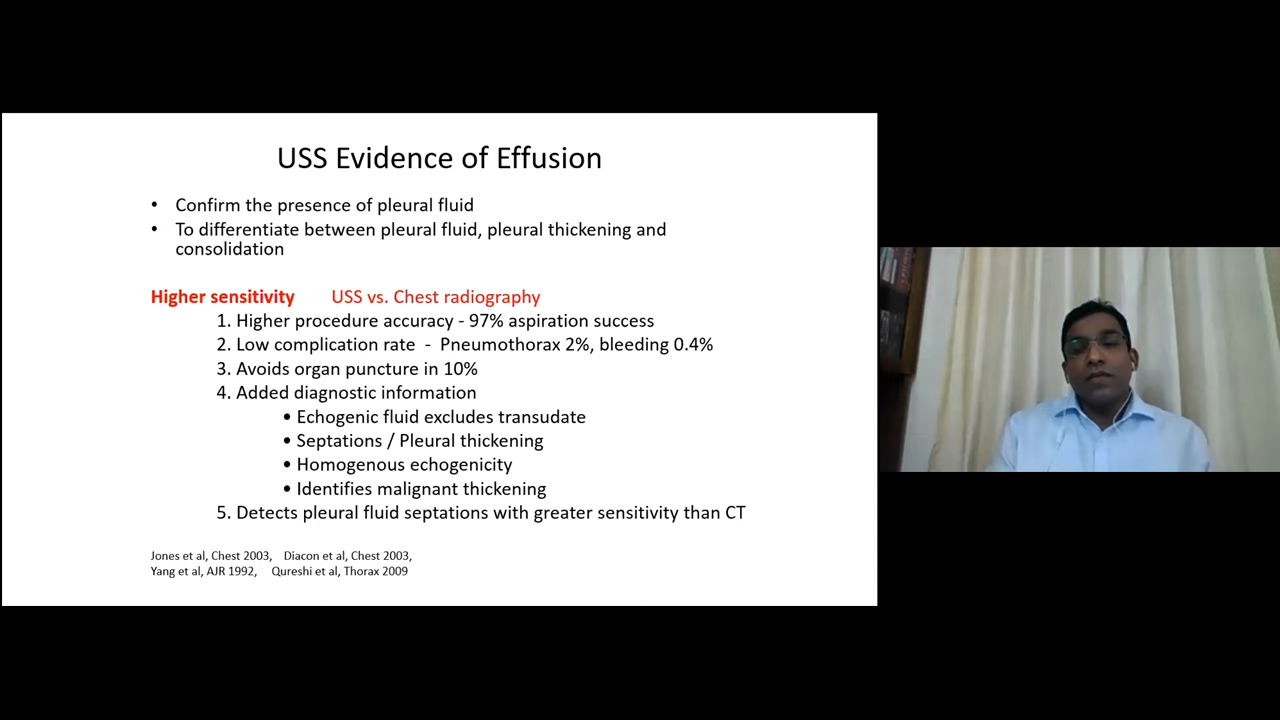 USS Evidence of Effusion
• Confirm the presence of pleural fluid
• To differentiate between pleural fluid, pleural thickening and
consolidation
Higher sensitivity USS vs. Chest radiography
1. Higher procedure accuracy - 97% aspiration success
2. Low complication rate - Pneumothorax 2%, bleeding 0.4%
3. Avoids organ puncture in 10%
4. Added diagnostic information
• Echogenic fluid excludes transudate
• Septations / Pleural thickening
• Homogenous echogenicity
• Identifies malignant thickening
5. Detects pleural fluid septations with greater sensitivity than CT
Jones et al, Chest 2003, Diacon et al, Chest 2003,
Yang et al, AJR 1992, Qureshi et al, Thorax 2009